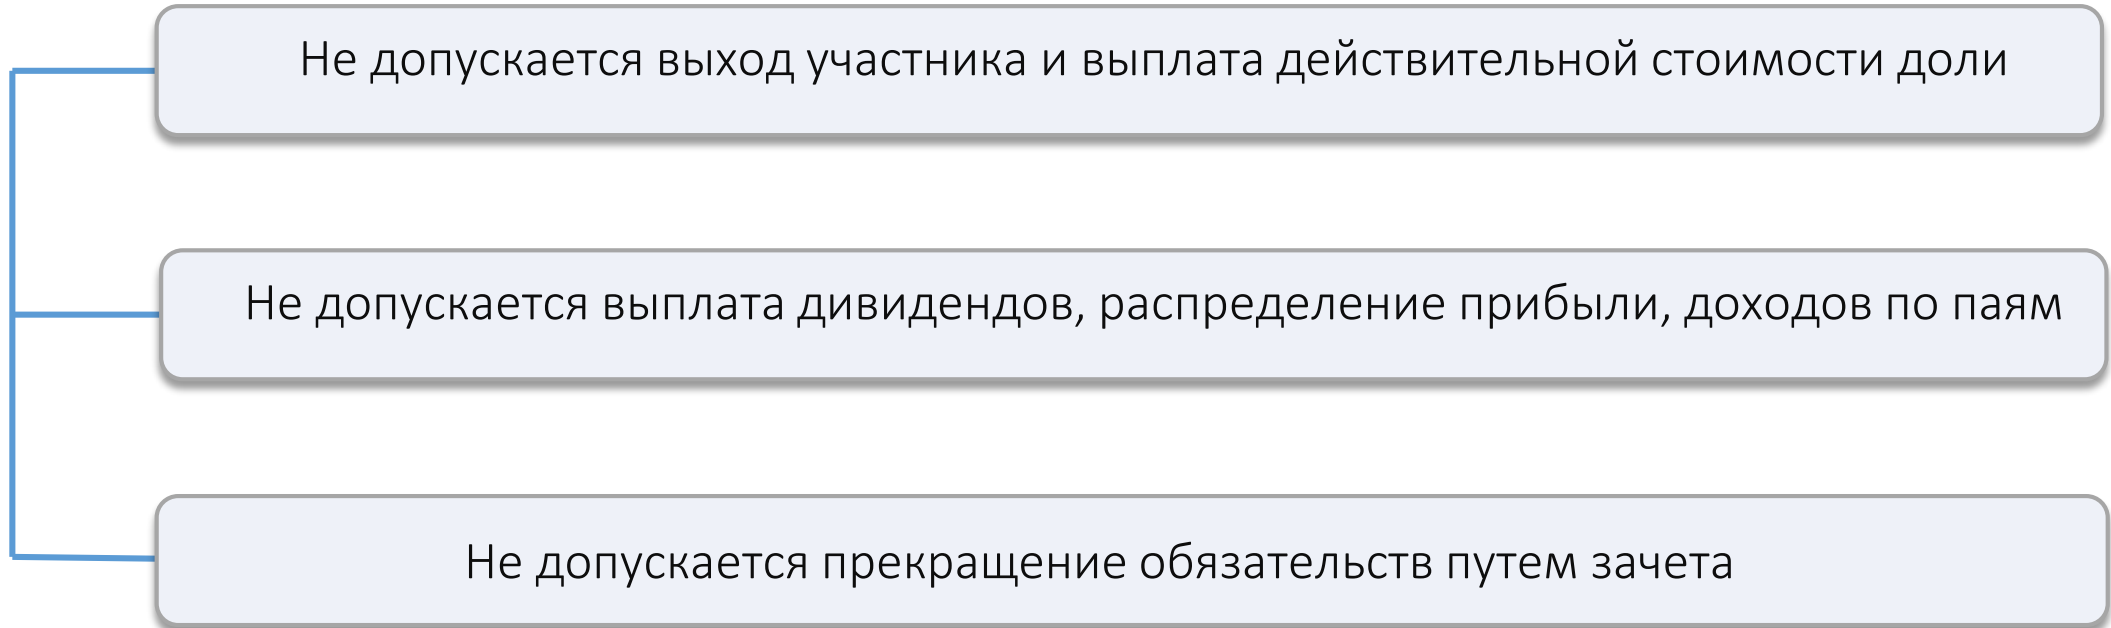 Не допускается выход участника и выплата действительной стоимости доли
Не допускается выплата дивидендов, распределение прибыли, доходов по паям
Не допускается прекращение обязательств путем зачета